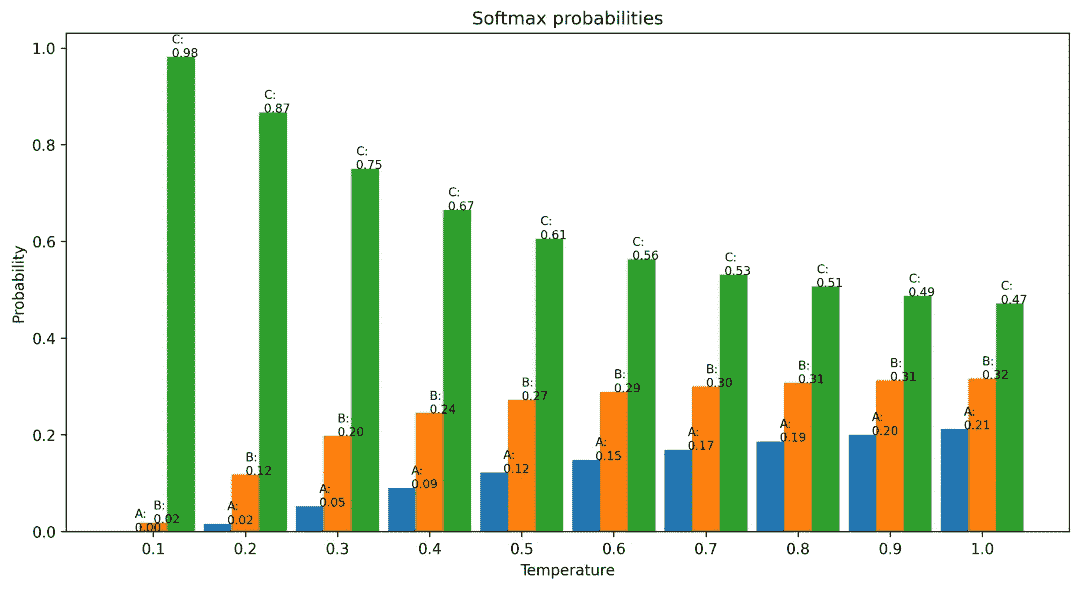 Softmax probabilities
Probability
1.0
0.8
0.6
0.4
0.2
0.0
A:
0.00
B:
0.02
C:
0.98
A:
0.02
B:
0.12
C:
0.87
A:
0.05
B:
0.20
C:
0.75
A:
0.09
B:
0.24
C:
0.67
A:
0.12
B:
0.27
C:
0.61
A:
0.15
B:
0.29
C:
0.56
A:
0.17
B:
0.30
C:
0.53
A:
0.19
B:
0.31
C:
0.51
A:
0.20
B:
0.31
C:
0.49
A:
0.21
B:
0.32
C:
0.47
0.1 0.2 0.3 0.4 0.5 0.6 0.7 0.8 0.9 1.0
Temperature